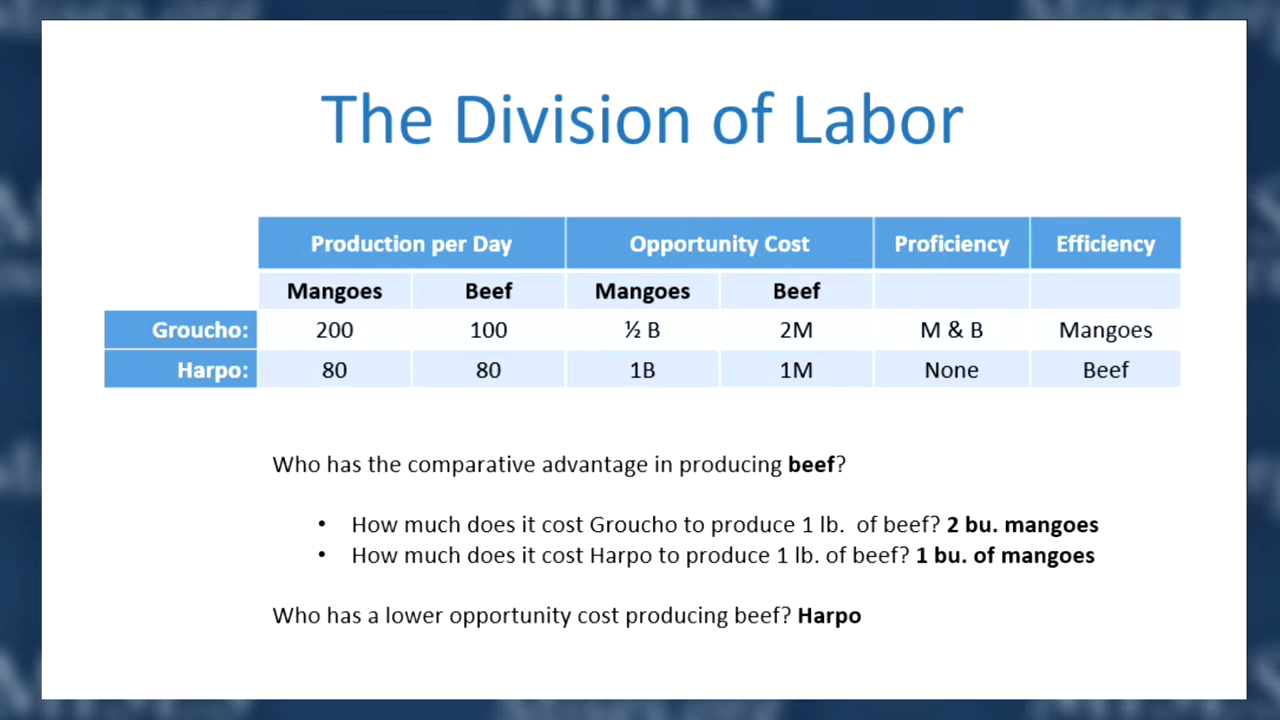 The Division of Labor
Production per Day Opportunity Cost Proficiency Efficiency
Mangoes Beef Mangoes Beef
Groucho: 200 100 ½ B 2M M & B Mangoes
Harpo: 80 80 1B 1M None Beef
Who has the comparative advantage in producing beef?
• How much does it cost Groucho to produce 1 lb. of beef? 2 bu. mangoes
• How much does it cost Harpo to produce 1 lb. of beef? 1 bu. of mangoes
Who has a lower opportunity cost producing beef? Harpo